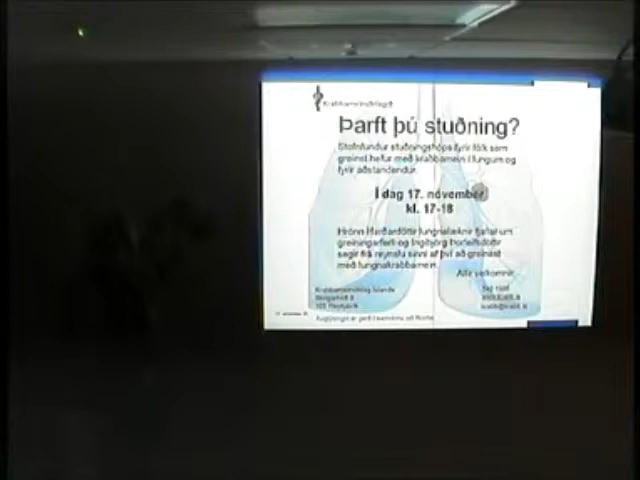 Krabbameinsfélagið
Þarft þú stuðning?
Stofnfundur stuðningshóps fyrir fólk sem
greinst hefur með krabbamein í lungum og
fyrir aðstandendur.
Í dag 17. nóvember
kl. 17-18
Hrönn Harðardóttir lungnalæknir fjallar um
greiningarferli og Ingibjörg Þorleifsdóttir
segir frá reynslu sinni af því að greinast
með lungnakrabbamein.
Allir velkomnir
Krabbameinsfélag Íslands
Skógarhlíð 8
105 Reykjavík